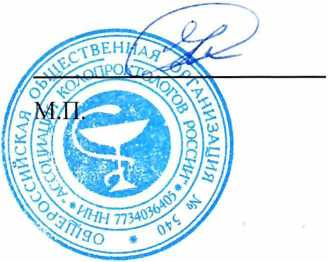 М.П.
ОБЩЕРОССИЙСКАЯ ОБЩЕСТВЕННАЯ ОРГАНИЗАЦИЯ № 540
"АССОЦИАЦИЯ КОЛОПРОКТОЛОГОВ РОССИИ"
ИНН 7734036405